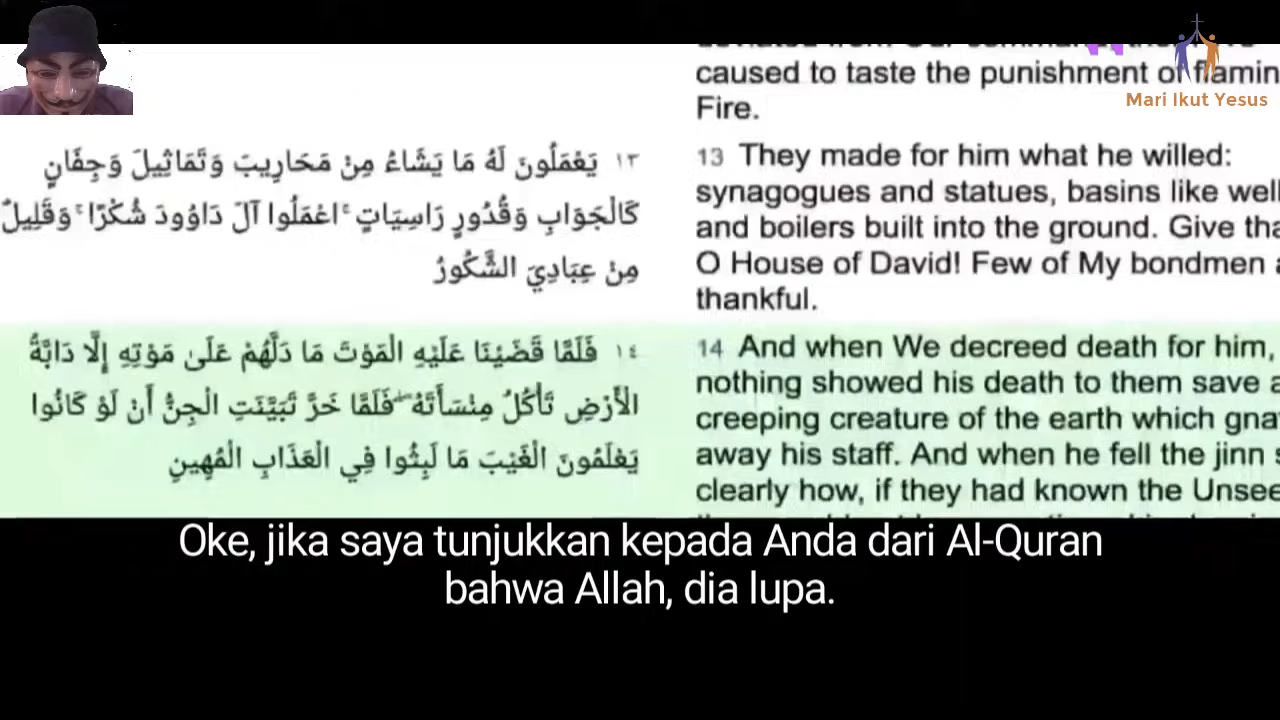 caused to taste the punishment of flamin
Fire.
Mari Ikut Yesus
١٣ يَعْمَلُونَ لَهُ مَا يَشَاءُ مِنْ مَحَارِيبَ وَتَمَاثِيلَ وَجِفَانٍ
كَالْجَوَابِ وَقُدُورٍ رَاسِيَاتٍ ۚ اعْمَلُوا آلَ دَاوُودَ شُكْرًا ۚ وَقَلِيلٌ
مِنْ عِبَادِيَ الشَّكُورُ
13 They made for him what he willed:
synagogues and statues, basins like well
and boilers built into the ground. Give tha
O House of David! Few of My bondmen a
thankful.
١٤ فَلَمَّا قَضَيْنَا عَلَيْهِ الْمَوْتَ مَا دَلَّهُمْ عَلَىٰ مَوْتِهِ إِلَّا دَابَّةُ
الْأَرْضِ تَأْكُلُ مِنْسَأَتَهُ ۖ فَلَمَّا خَرَّ تَبَيَّنَتِ الْجِنُّ أَنْ لَوْ كَانُوا
يَعْلَمُونَ الْغَيْبَ مَا لَبِثُوا فِي الْعَذَابِ الْمُهِينِ
14 And when We decreed death for him,
nothing showed his death to them save a
creeping creature of the earth which gna
away his staff. And when he fell the jinn s
clearly how, if they had known the Unsee
Oke, jika saya tunjukkan kepada Anda dari Al-Quran
bahwa Allah, dia lupa.